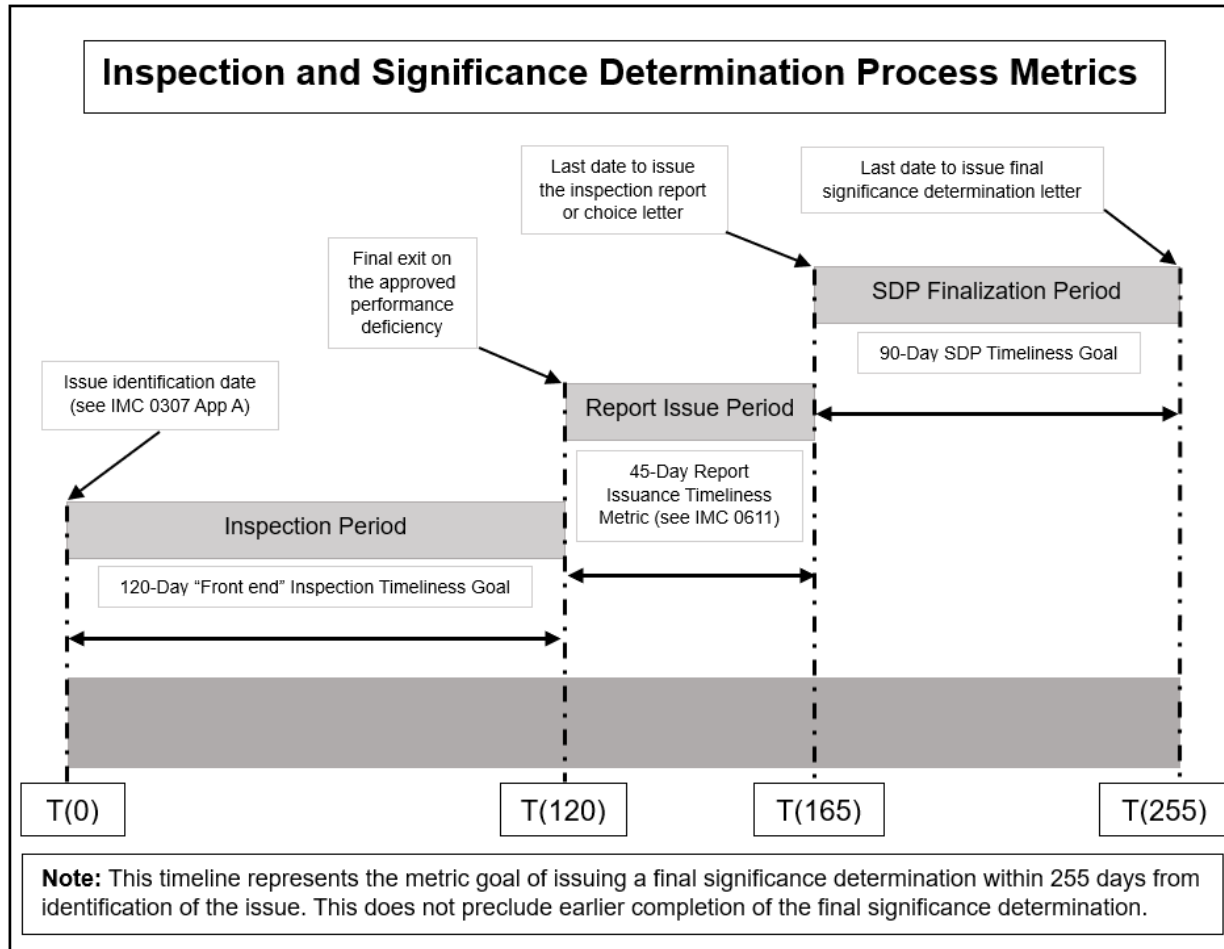 Inspection and Significance Determination Process Metrics
Last date to issue
the inspection report
or choice letter
Last date to issue final
significance determination letter
Final exit on
the approved
performance
deficiency
SDP Finalization Period
90-Day SDP Timeliness Goal
Issue identification date
(see IMC 0307 App A)
Report Issue Period
45-Day Report
Issuance Timeliness
Metric (see IMC 0611)
Inspection Period
120-Day “Front end” Inspection Timeliness Goal
T(0)
T(120)
T(165)
T(255)
Note: This timeline represents the metric goal of issuing a final significance determination within 255 days from
identification of the issue. This does not preclude earlier completion of the final significance determination.